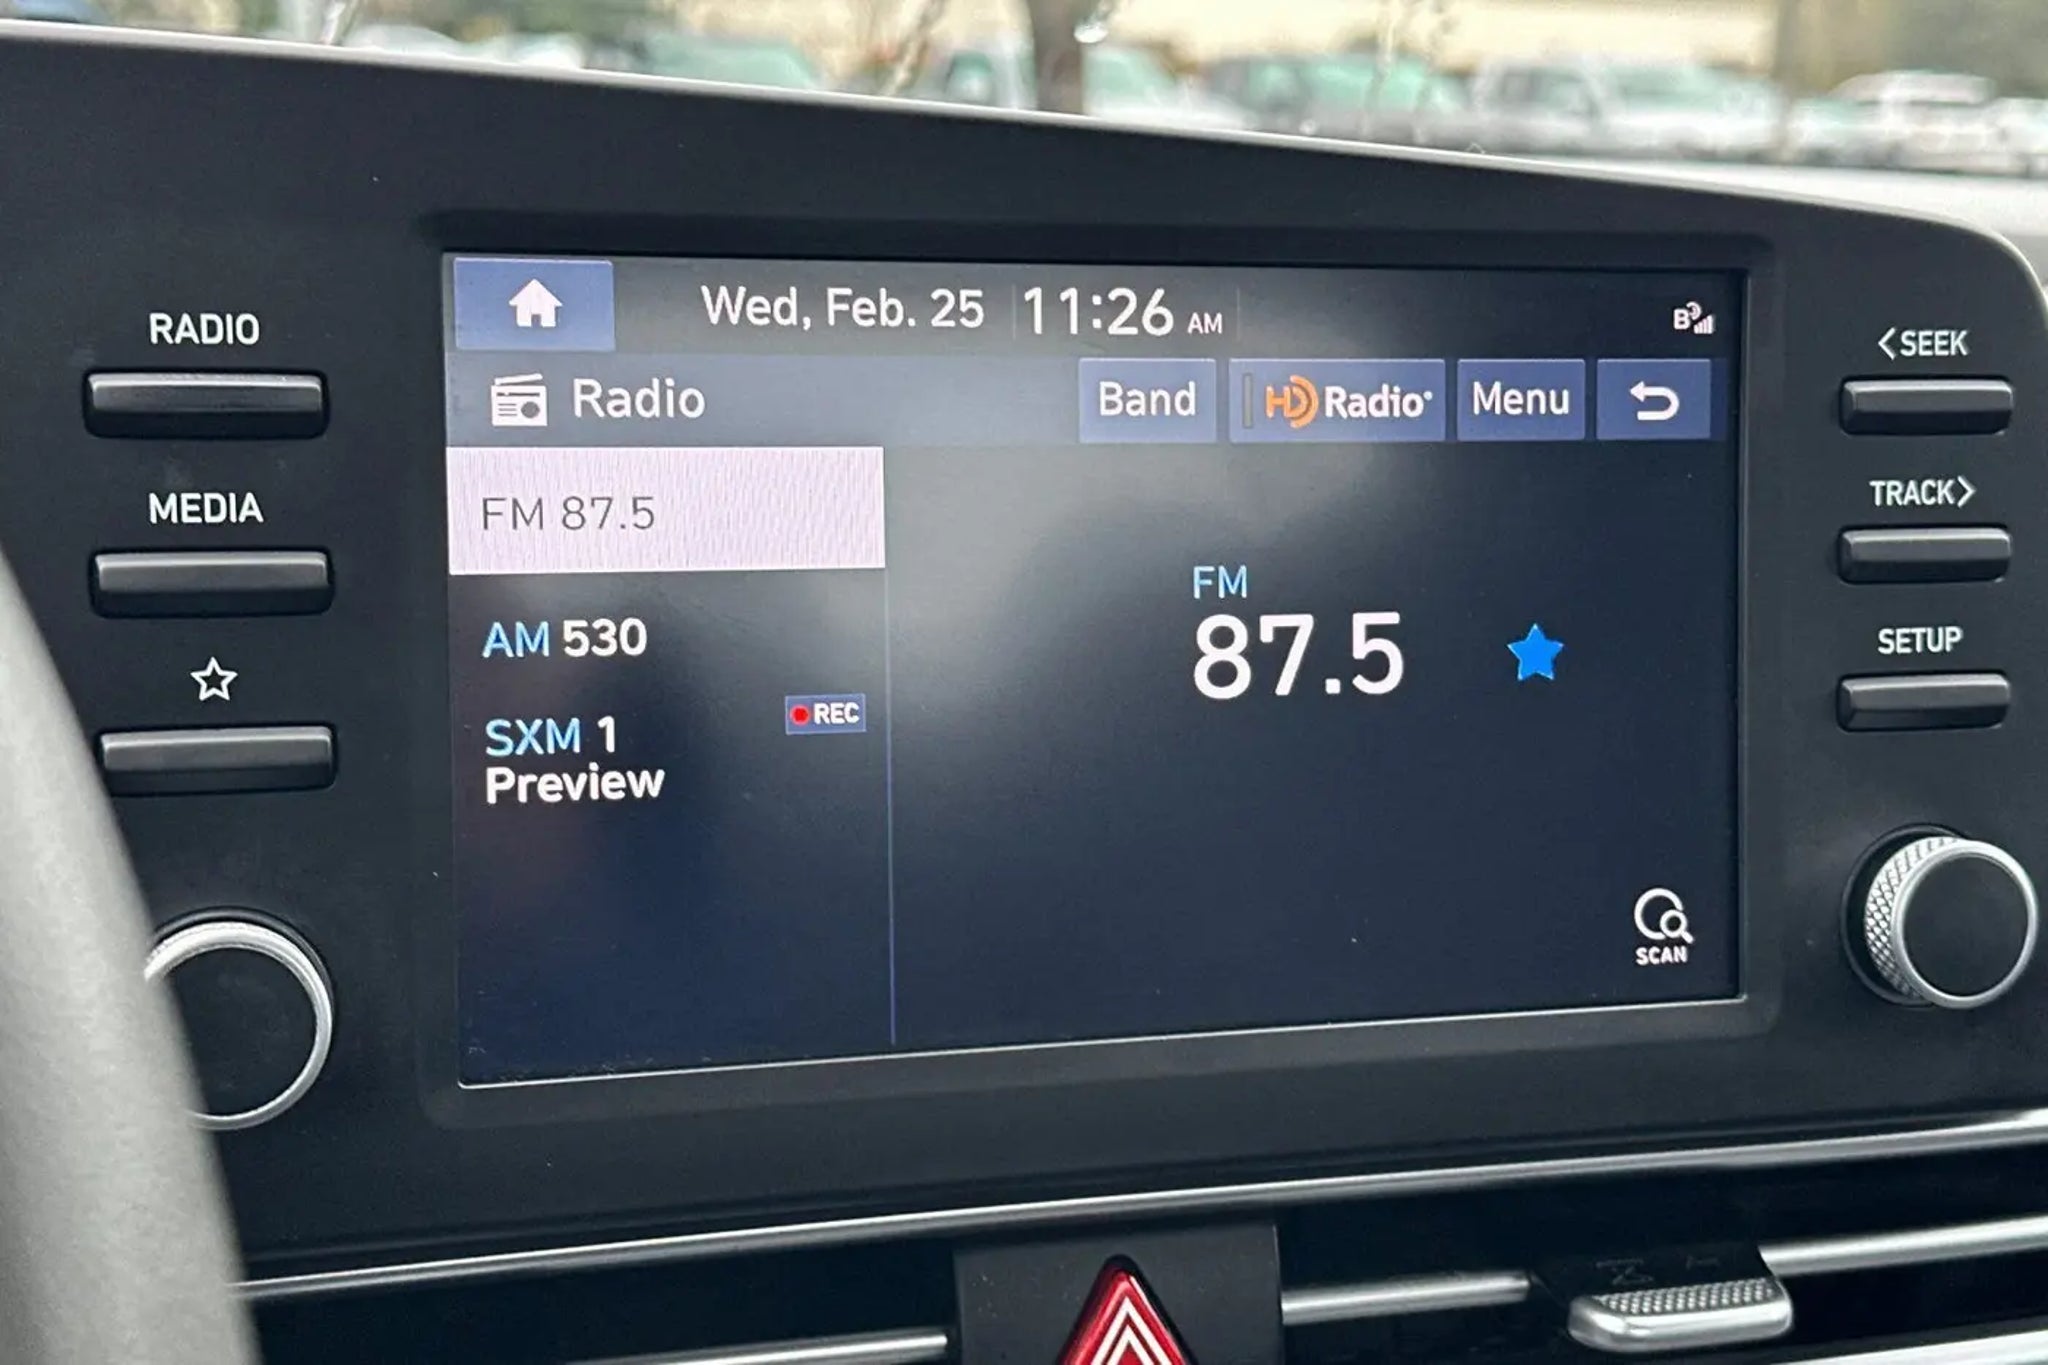 Wed, Feb. 25 11:26 AM
B
Radio
Band
HD Radio®
Menu
FM 87.5
AM 530
SXM 1
Preview
REC
FM
87.5
SCAN
RADIO
MEDIA
<SEEK
TRACK>
SETUP